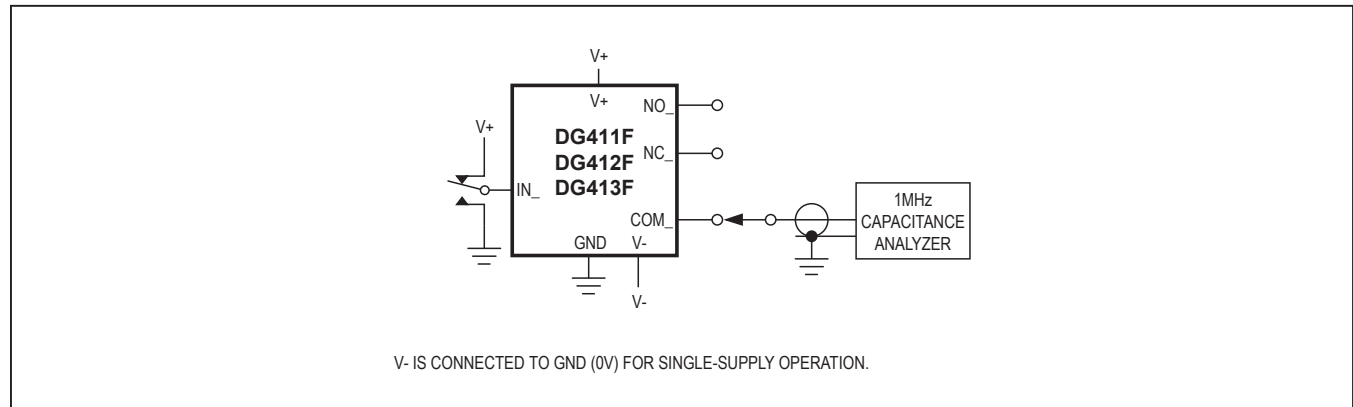 V+
V+
NO_
V+
DG411F
DG412F
DG413F
NC_
IN_
COM_
1MHz
CAPACITANCE
ANALYZER
GND
V-
V-
V- IS CONNECTED TO GND (0V) FOR SINGLE-SUPPLY OPERATION.